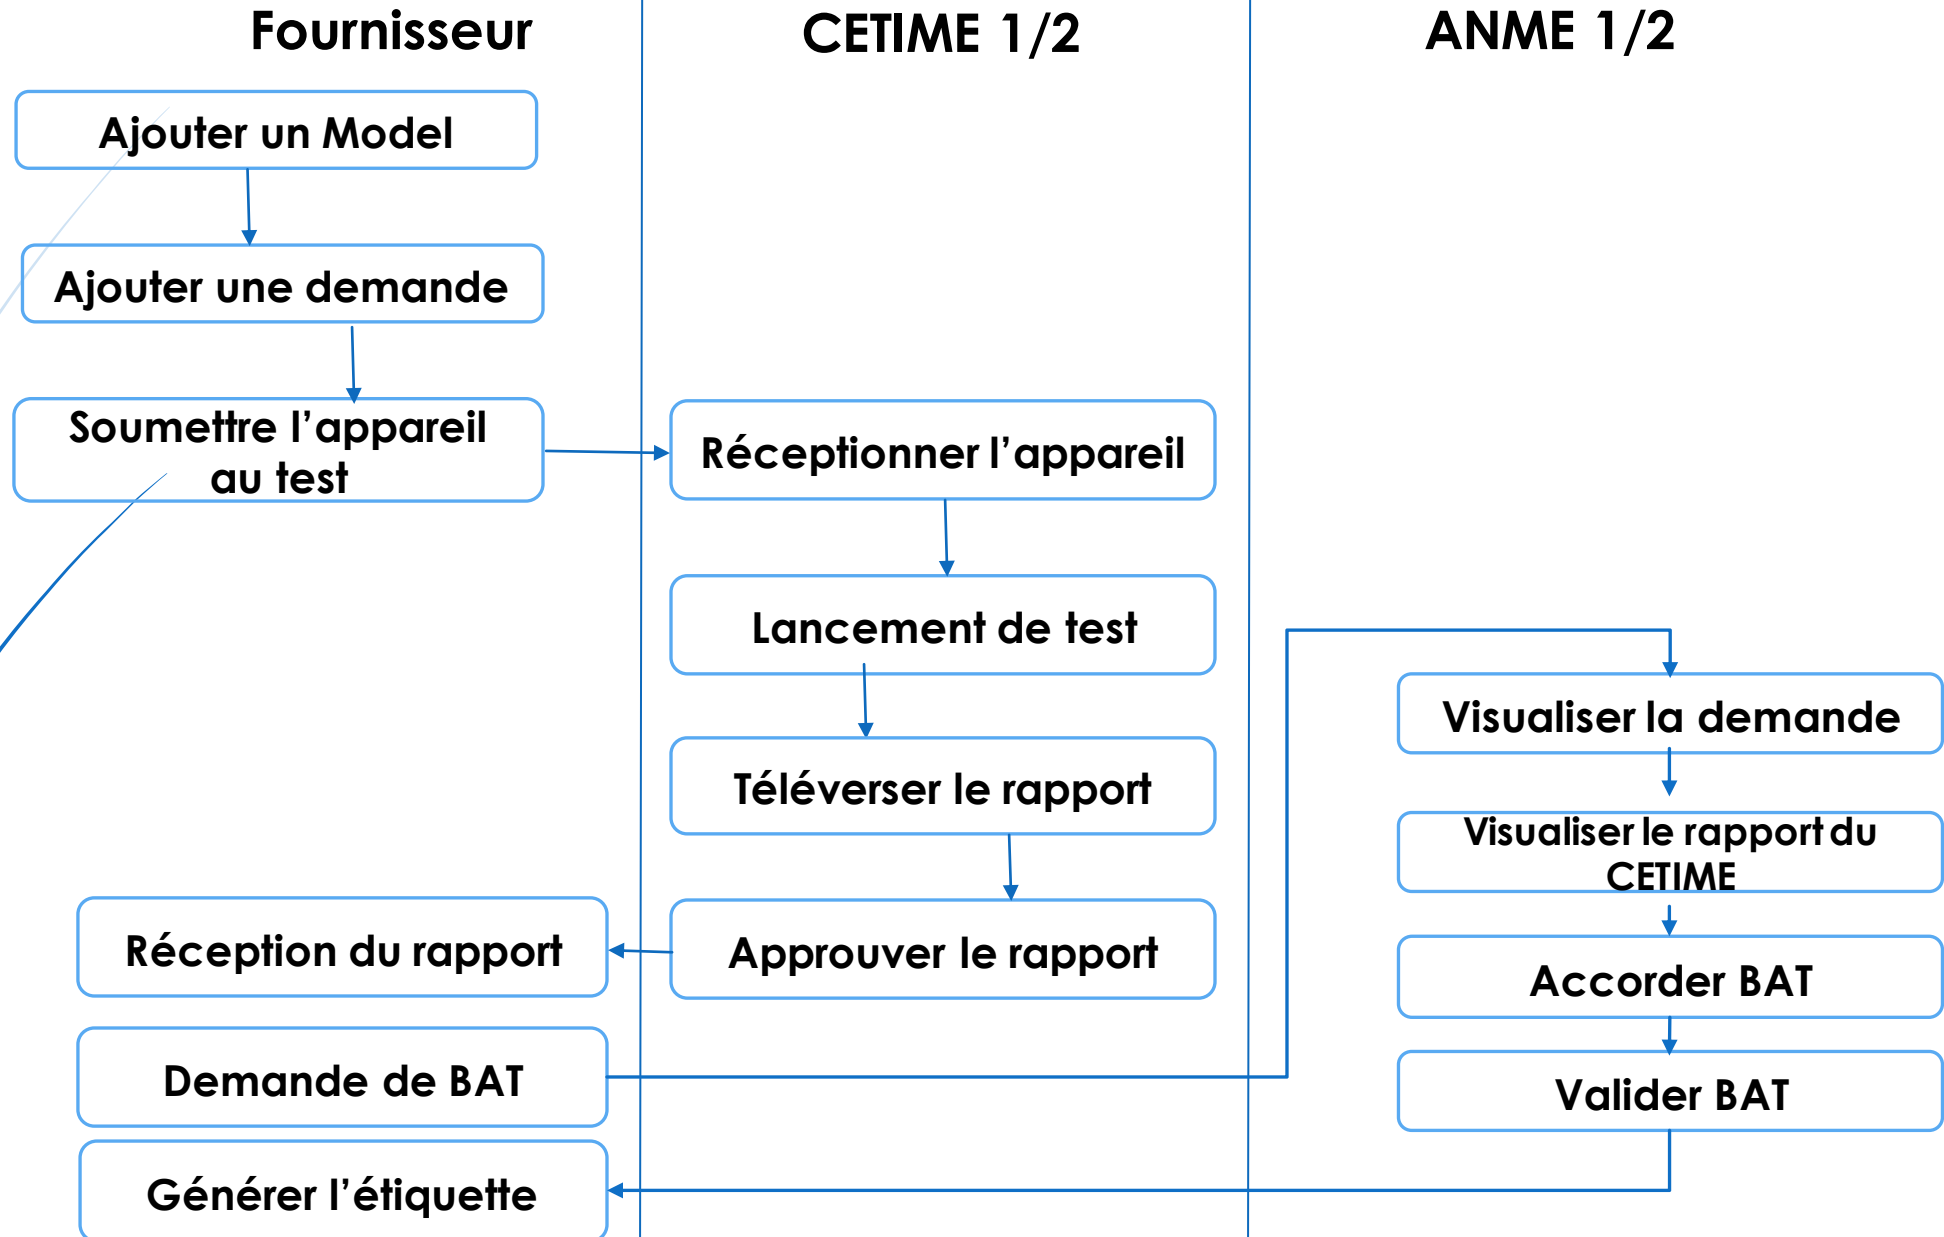 Fournisseur
CETIME 1/2
ANME 1/2
Ajouter un Model
Ajouter une demande
Soumettre l’appareil
au test
Réceptionner l’appareil
Lancement de test
Téléverser le rapport
Approuver le rapport
Réception du rapport
Demande de BAT
Générer l’étiquette
Visualiser la demande
Visualiser le rapport du
CETIME
Accorder BAT
Valider BAT